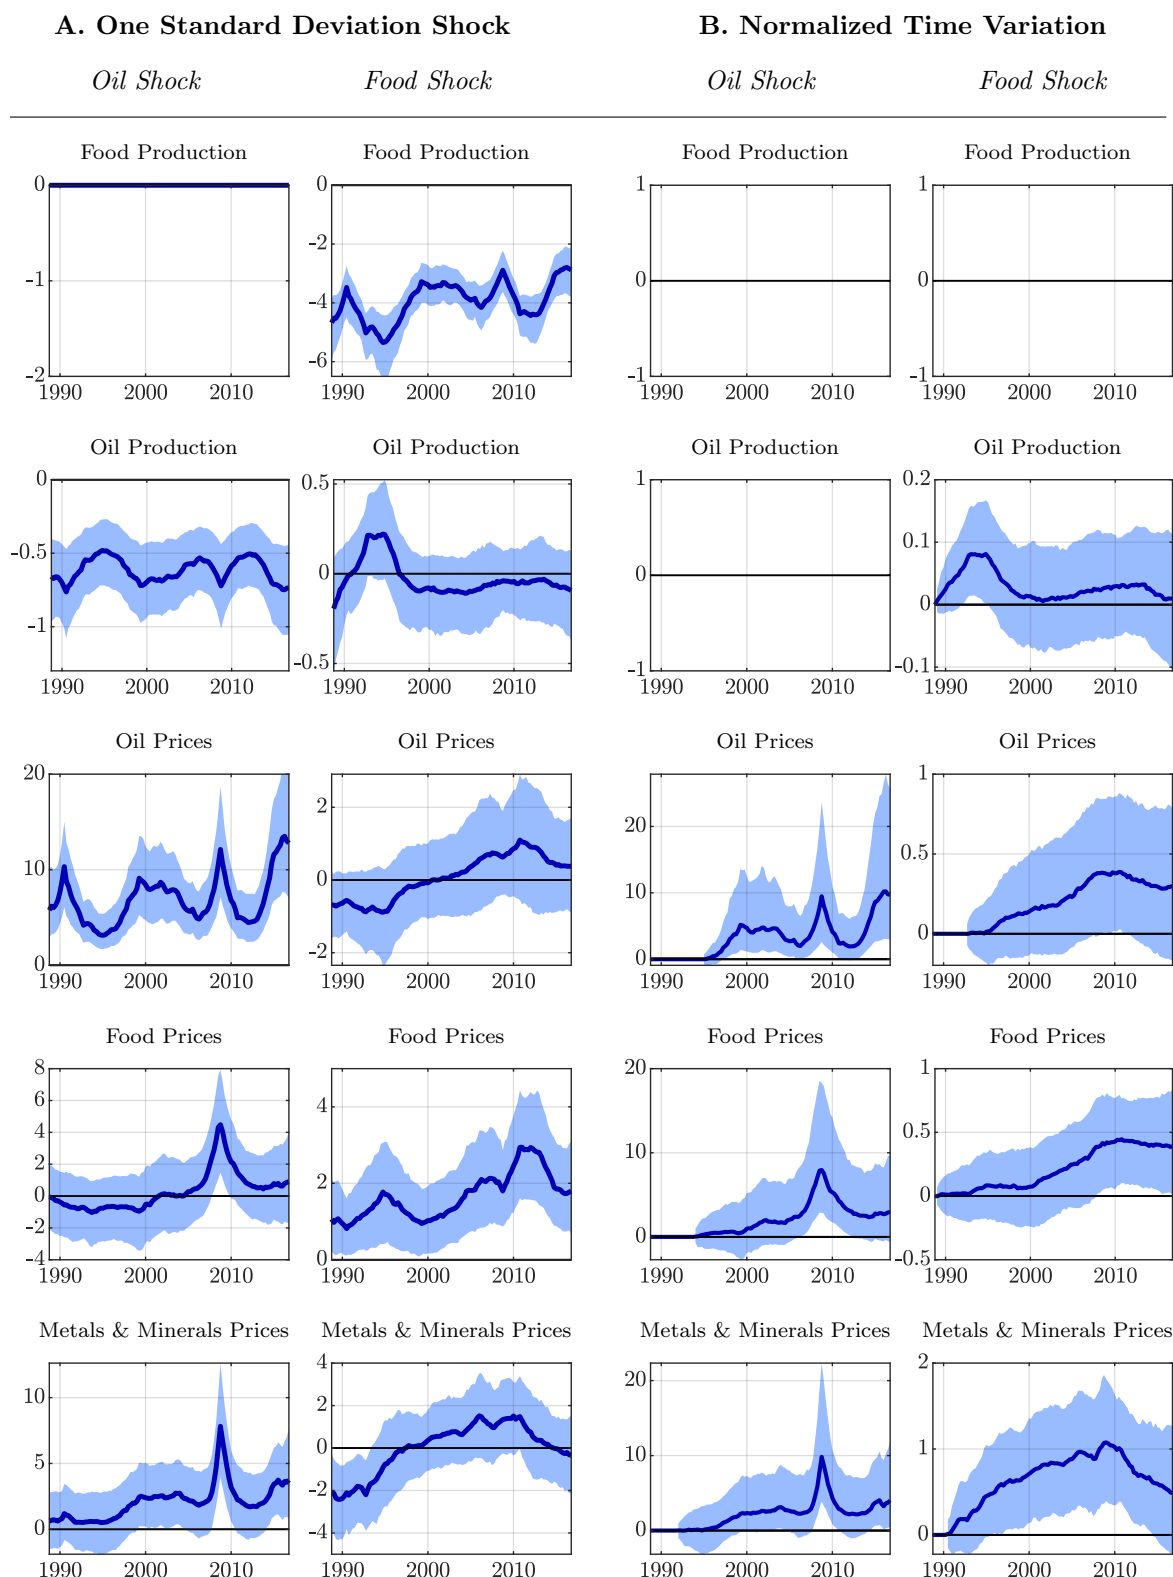 A. One Standard Deviation Shock B. Normalized Time Variation
Oil Shock Food Shock Oil Shock Food Shock
Food Production Food Production Food Production Food Production
0 -1 -2 1990 2000 2010
0 -2 -4 -6 1990 2000 2010
1 0 -1 1990 2000 2010
1 0 -1 1990 2000 2010
Oil Production Oil Production Oil Production Oil Production
0 -0.5 -1 1990 2000 2010
0.5 0 -0.5 1990 2000 2010
1 0 -1 1990 2000 2010
0.2 0.1 0 -0.1 1990 2000 2010
Oil Prices Oil Prices Oil Prices Oil Prices
20 10 0 1990 2000 2010
2 0 -2 1990 2000 2010
20 10 0 1990 2000 2010
1 0.5 0 1990 2000 2010
Food Prices Food Prices Food Prices Food Prices
8 6 4 2 0 -2 -4 1990 2000 2010
4 2 0 1990 2000 2010
20 10 0 1990 2000 2010
1 0.5 0 -0.5 1990 2000 2010
Metals & Minerals Prices Metals & Minerals Prices Metals & Minerals Prices Metals & Minerals Prices
10 5 0 1990 2000 2010
4 2 0 -2 -4 1990 2000 2010
20 10 0 1990 2000 2010
2 1 0 1990 2000 2010